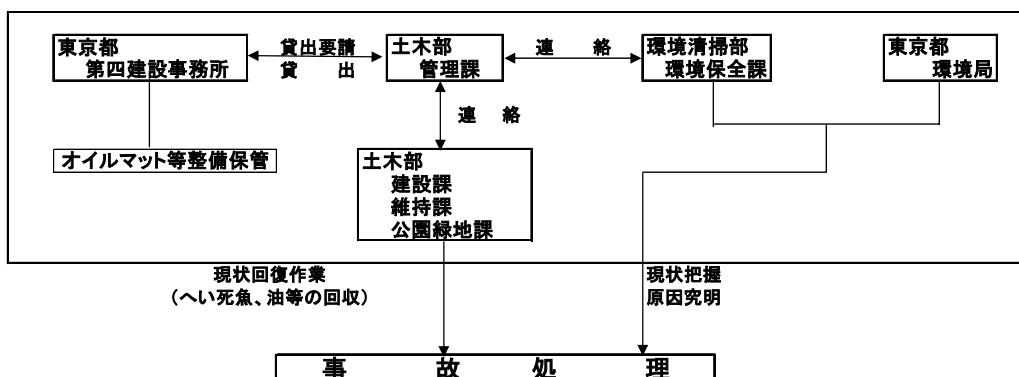 東京都
第四建設事務所
貸出要請
貸出
土木部
管理課
連絡
環境清掃部
環境保全課
東京都
環境局
連絡
オイルマット等整備保管
土木部
建設課
維持課
公園緑地課
現状回復作業
(へい死魚、油等の回収)
現状把握
原因究明
事故処理